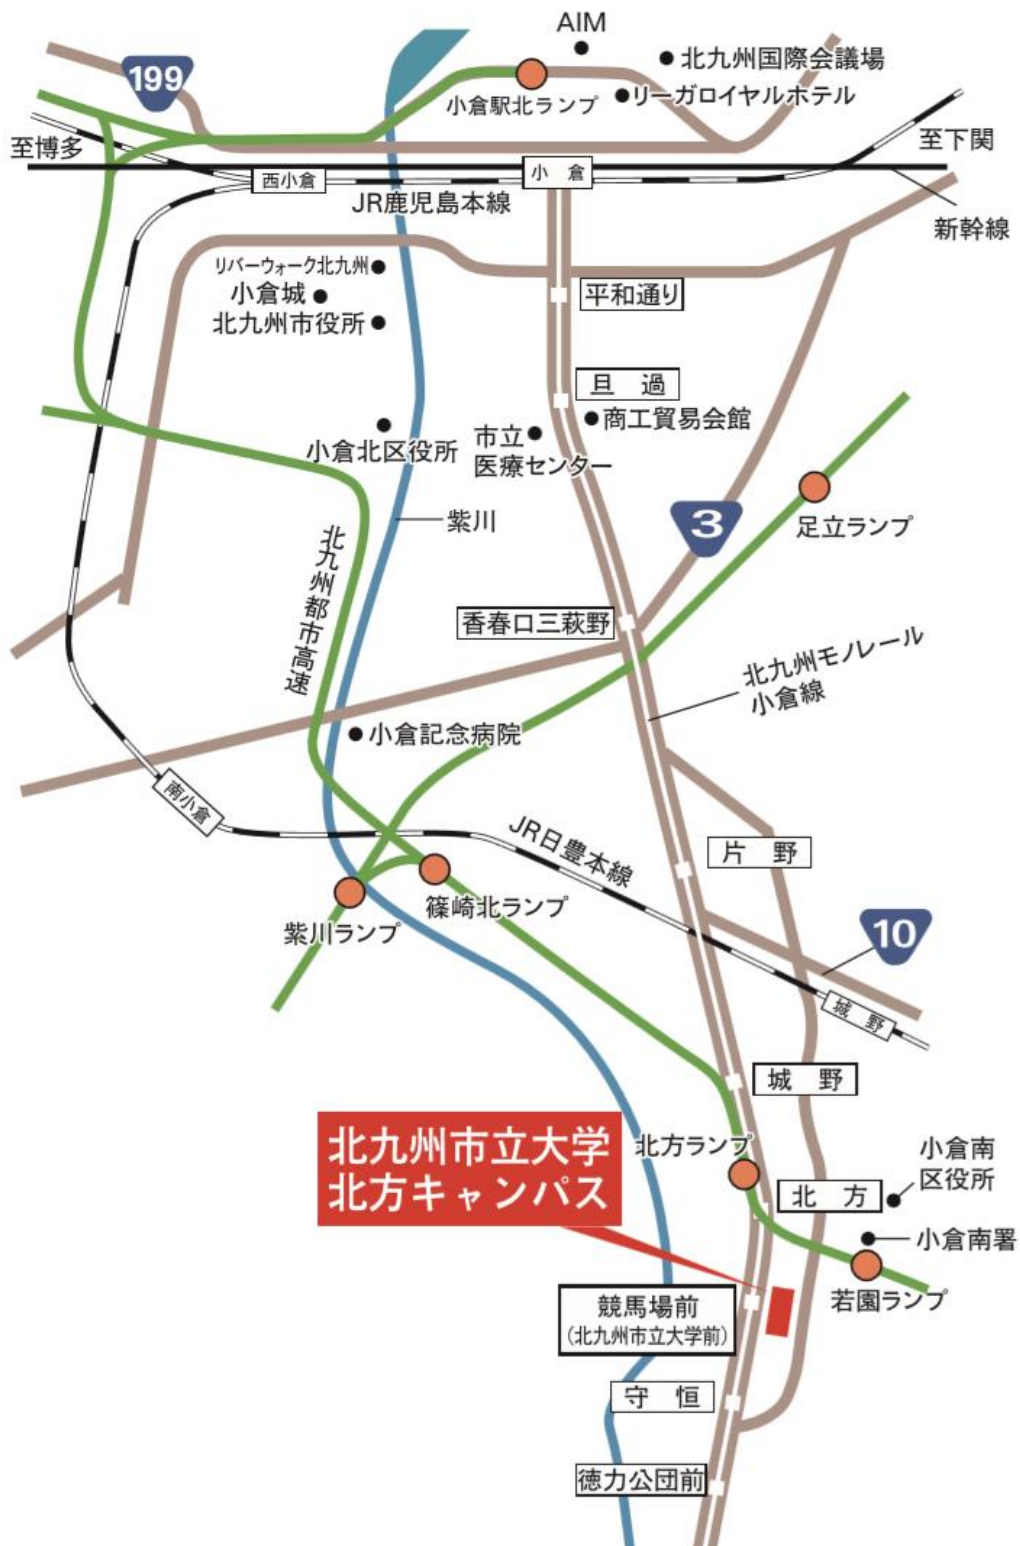 AIM
北九州国際会議場
199
小倉駅北ランプ
リーガロイヤルホテル
至博多
至下関
西小倉
小 倉
JR鹿児島本線
新幹線
リバーウォーク北九州
小倉城
北九州市役所
平和通り
旦 過
商工貿易会館
小倉北区役所
市立
医療センター
紫川
3
足立ランプ
北九州都市高速
香春口三萩野
北九州モノレール
小倉線
小倉記念病院
南小倉
JR日豊本線
片 野
篠崎北ランプ
紫川ランプ
10
城 野
城 野
北九州市立大学
北方キャンパス
北方ランプ
小倉南
区役所
北 方
小倉南署
若園ランプ
競馬場前
(北九州市立大学前)
守 恒
徳力公団前